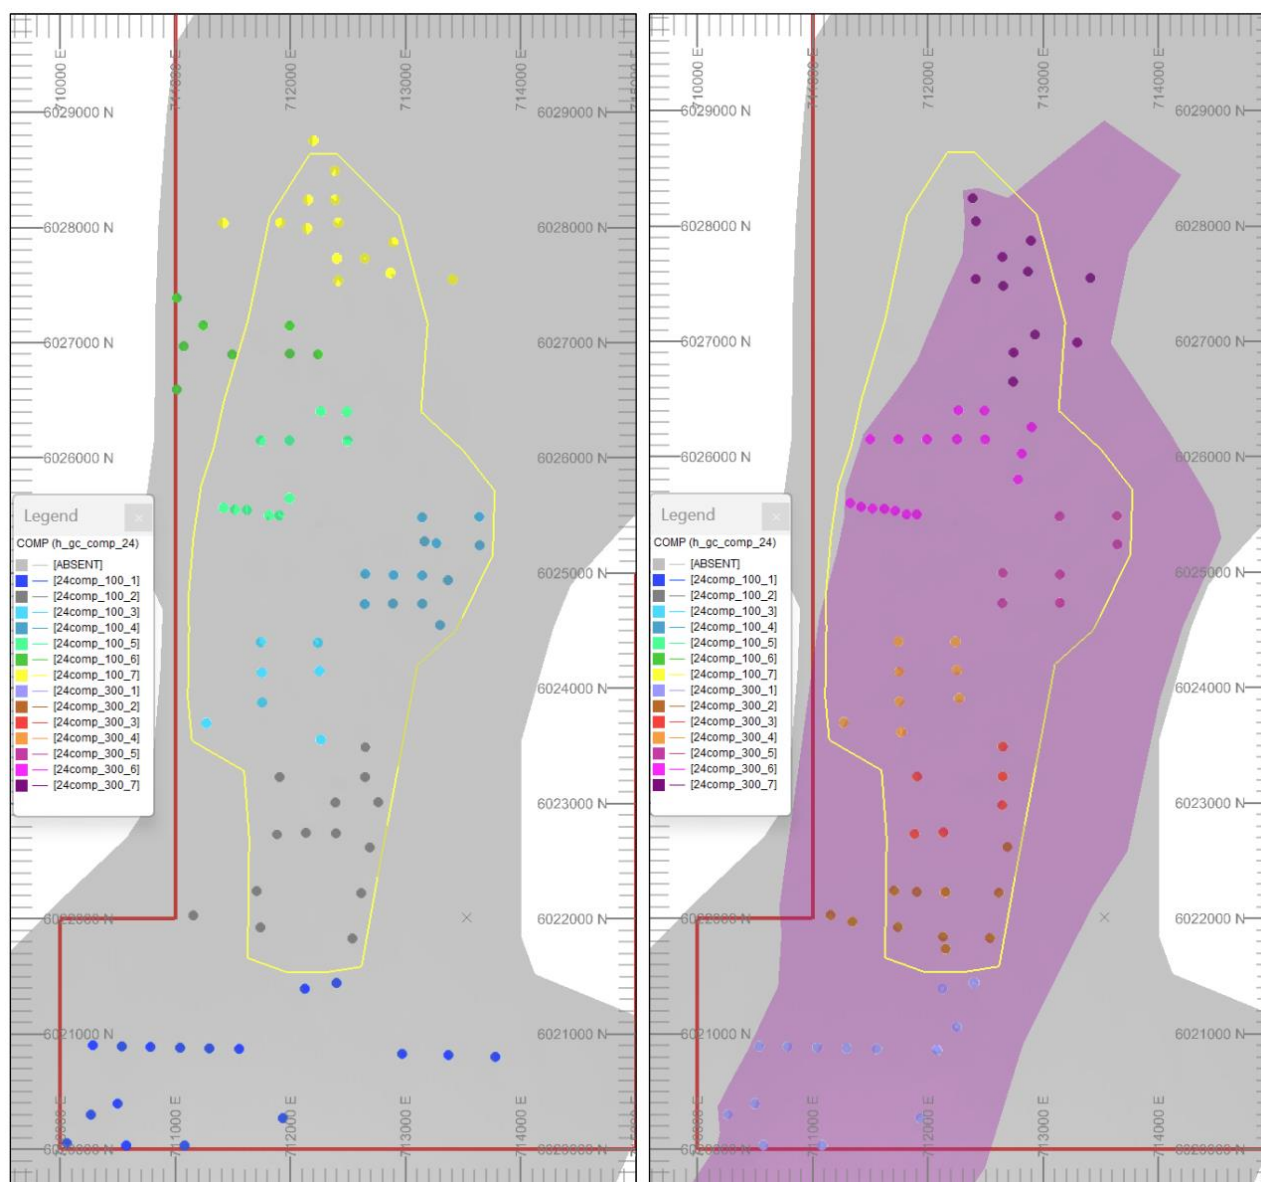 710000 E
712000 E
713000 E
714000 E
6029000 N
6029000 N
6028000 N
6028000 N
6027000 N
6027000 N
6026000 N
6026000 N
Legend
COMP (h_gc_comp_24)
[ABSENT]
[24comp_100_1]
[24comp_100_2]
[24comp_100_3]
[24comp_100_4]
[24comp_100_5]
[24comp_100_6]
[24comp_100_7]
[24comp_300_1]
[24comp_300_2]
[24comp_300_3]
[24comp_300_4]
[24comp_300_5]
[24comp_300_6]
[24comp_300_7]
6025000 N
6024000 N
6023000 N
6022000 N
6022000 N
6021000 N
6021000 N
711000 E
712000 E
713000 E
714000 E
6020000 N
710000 E
712000 E
713000 E
714000 E
6029000 N
6029000 N
6028000 N
6028000 N
6027000 N
6027000 N
6026000 N
6026000 N
Legend
COMP (h_gc_comp_24)
[ABSENT]
[24comp_100_1]
[24comp_100_2]
[24comp_100_3]
[24comp_100_4]
[24comp_100_5]
[24comp_100_6]
[24comp_100_7]
[24comp_300_1]
[24comp_300_2]
[24comp_300_3]
[24comp_300_4]
[24comp_300_5]
[24comp_300_6]
[24comp_300_7]
6025000 N
6024000 N
6023000 N
6022000 N
6022000 N
6021000 N
6021000 N
711000 E
712000 E
713000 E
714000 E
6020000 N